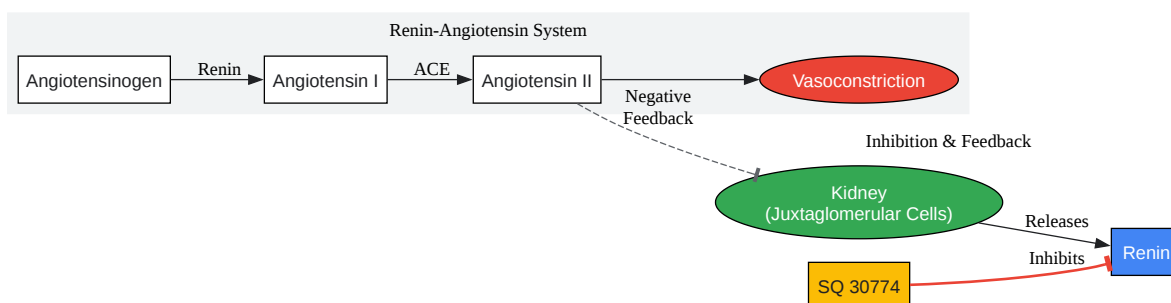 Renin-Angiotensin System
Angiotensinogen
Renin
Angiotensin I
ACE
Angiotensin II
Vasoconstriction
Negative
Feedback
Inhibition & Feedback
Kidney
(Juxtaglomerular Cells)
Releases
Renin
Inhibits
SQ 30774